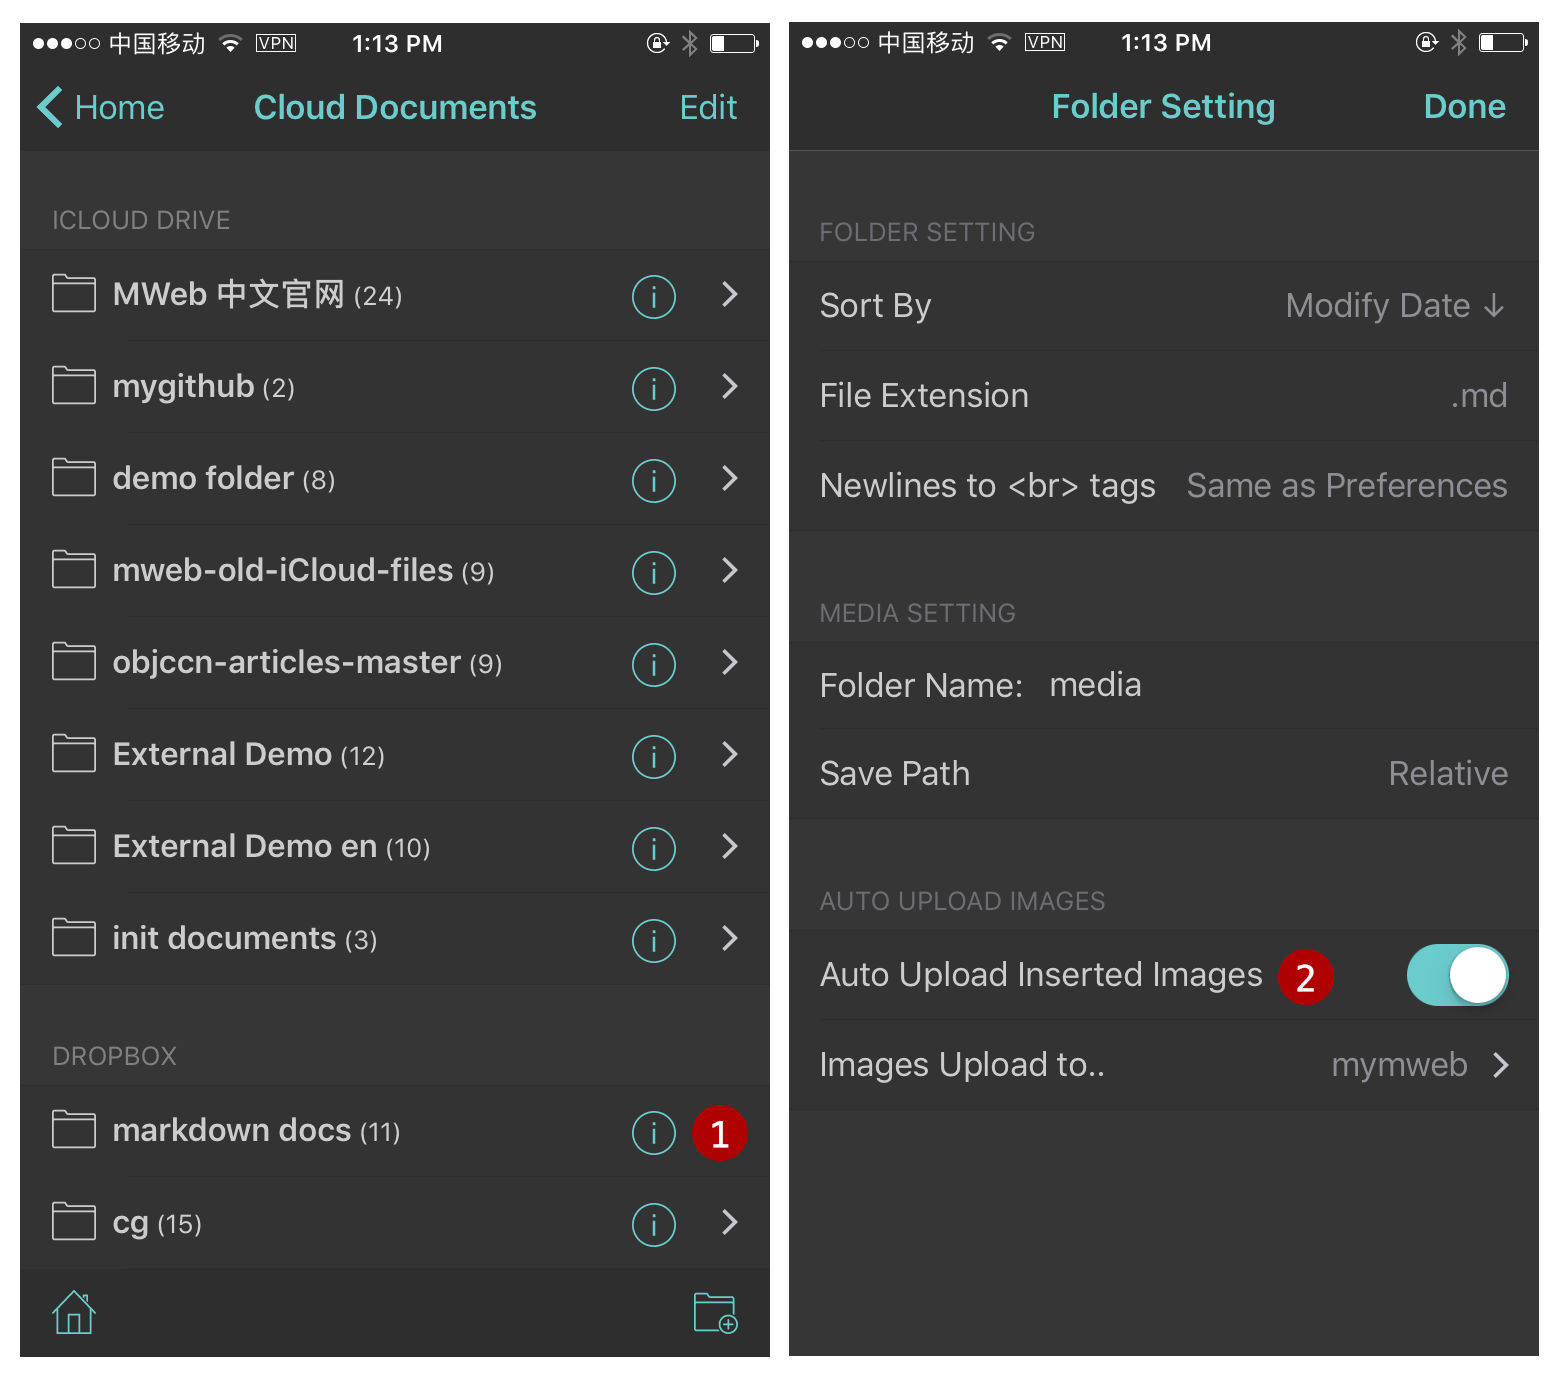 中国移动 VPN 1:13 PM
Home Cloud Documents Edit
ICLOUD DRIVE
MWeb 中文官网 (24)
mygithub (2)
demo folder (8)
mweb-old-iCloud-files (9)
objccn-articles-master (9)
External Demo (12)
External Demo en (10)
init documents (3)
DROPBOX
markdown docs (11) 1
cg (15)
中国移动 VPN 1:13 PM
Folder Setting Done
FOLDER SETTING
Sort By Modify Date ↓
File Extension .md
Newlines to <br> tags Same as Preferences
MEDIA SETTING
Folder Name: media
Save Path Relative
AUTO UPLOAD IMAGES
Auto Upload Inserted Images 2
Images Upload to.. mymweb